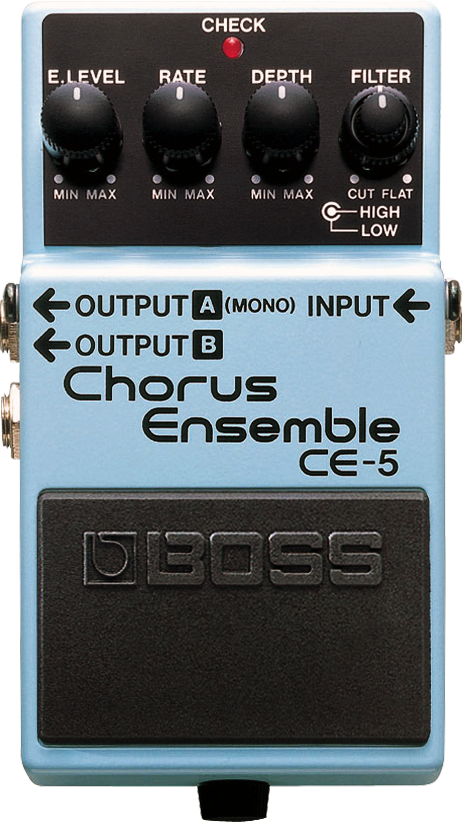 CHECK
E.LEVEL RATE DEPTH FILTER
MIN MAX MIN MAX MIN MAX CUT FLAT
HIGH
LOW
OUTPUT A (MONO) INPUT
OUTPUT B
Chorus
Ensemble
CE-5
BOSS